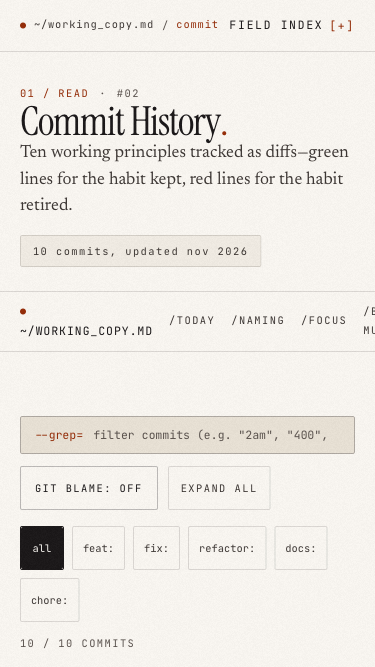 ● ~/working_copy.md / commit FIELD INDEX [+]
01 / READ · #02
Commit History.
Ten working principles tracked as diffs—green
lines for the habit kept, red lines for the habit
retired.
10 commits, updated nov 2026
● ~/WORKING_COPY.MD /TODAY /NAMING /FOCUS
--grep= filter commits (e.g. "2am", "400",
GIT BLAME: OFF EXPAND ALL
all feat: fix: refactor: docs:
chore:
10 / 10 COMMITS